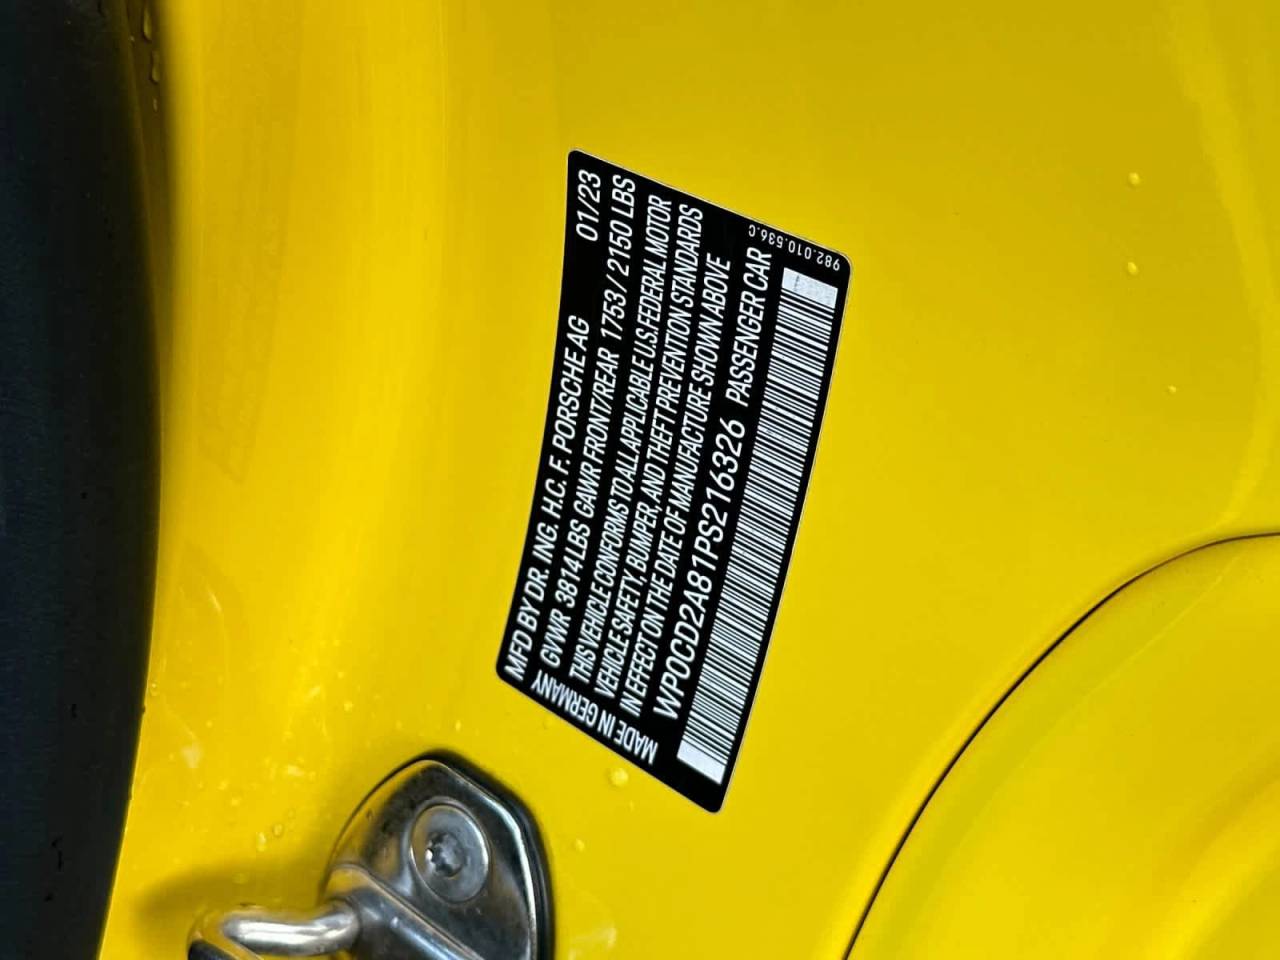 MFD BY DR. ING. H.C. F. PORSCHE AG 01/23
GVWR 3814LBS GAWR FRONT/REAR 1753 / 2150 LBS
THIS VEHICLE CONFORMS TO ALL APPLICABLE U.S.FEDERAL MOTOR
VEHICLE SAFETY, BUMPER, AND THEFT PREVENTION STANDARDS
IN EFFECT ON THE DATE OF MANUFACTURE SHOWN ABOVE
WP0CD2A81PS216326 PASSENGER CAR
MADE IN GERMANY
982.010.536.C